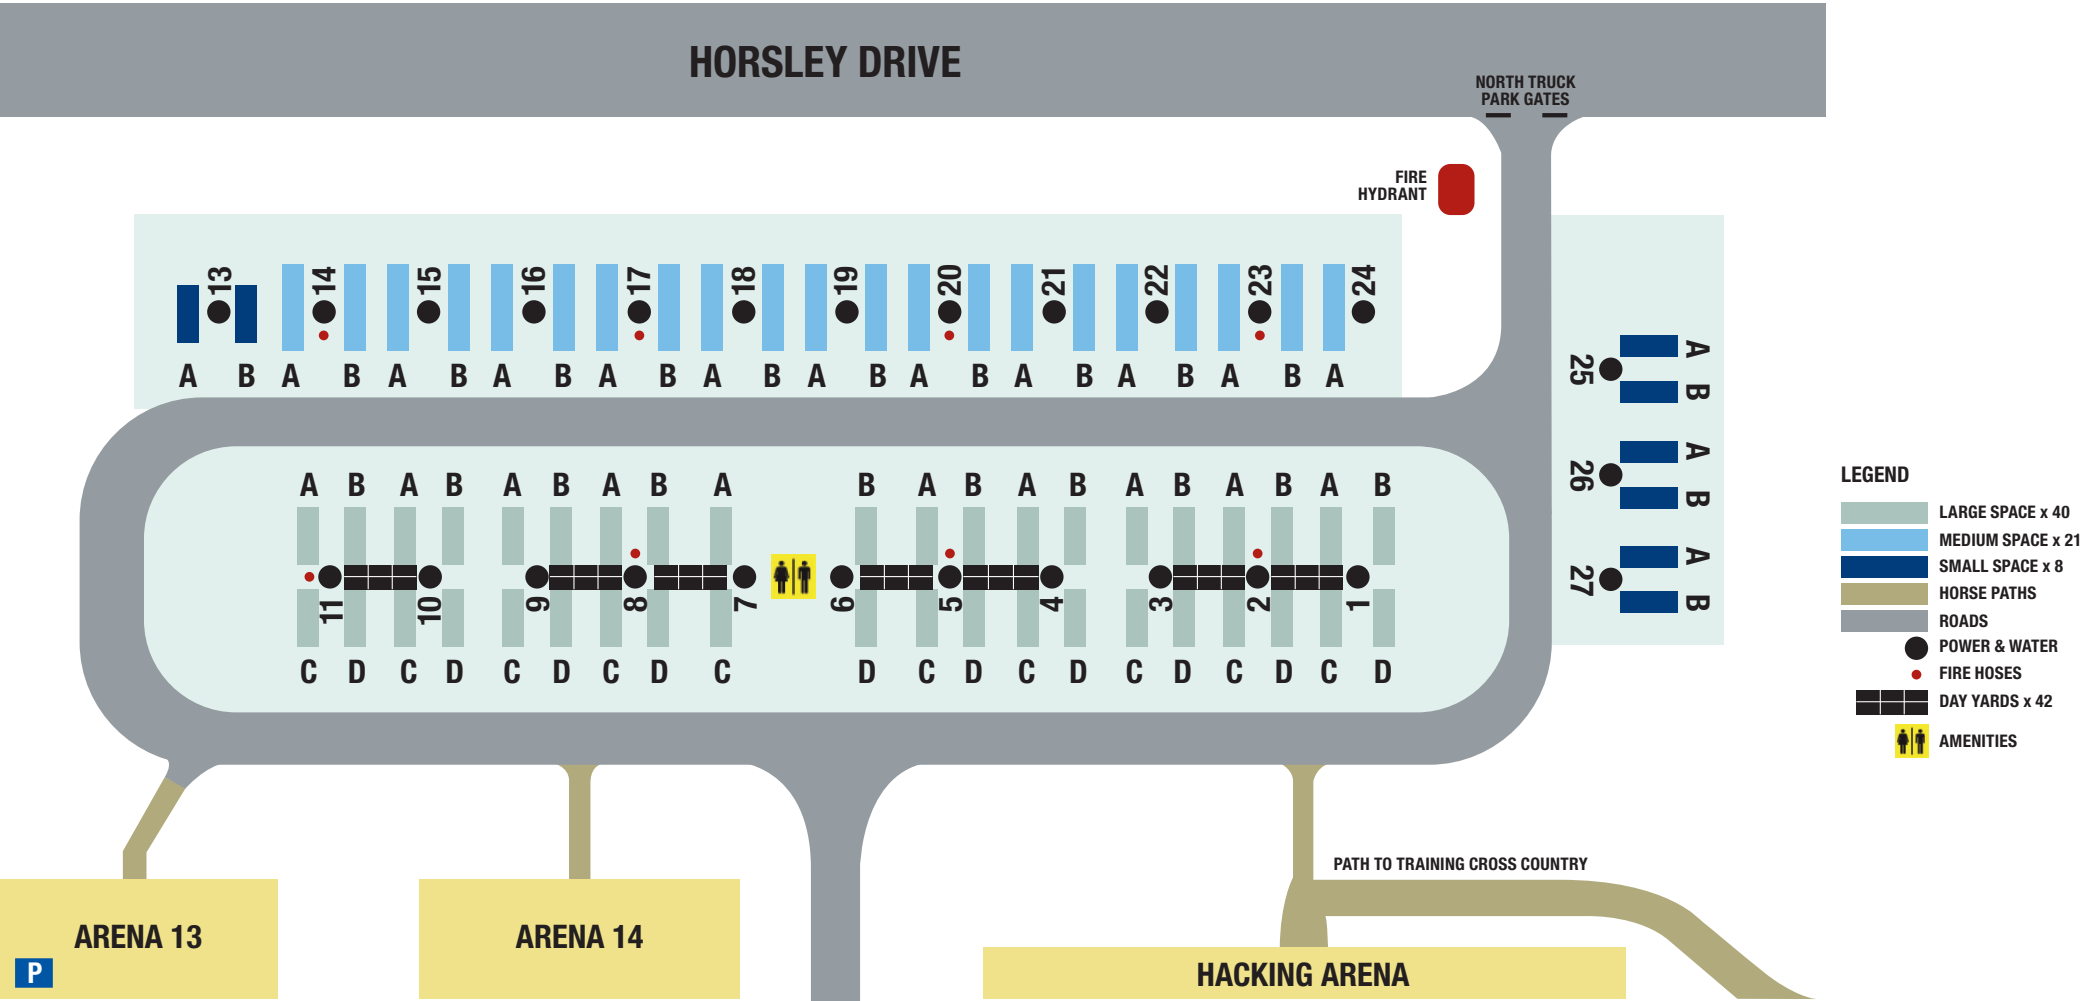 HORSLEY DRIVE
NORTH TRUCK
PARK GATES
FIRE
HYDRANT
13 14 15 16 17 18 19 20 21 22 23 24
A B A B A B A B A B A B A B A B A B A B A B A
25 A B
26 A B
27 A B
A B A B A B A B A B A B A B A B A B A B
11 10 9 8 7 6 5 4 3 2 1
C D C D C D C D C D C D C D C D C D C D
LEGEND
LARGE SPACE x 40
MEDIUM SPACE x 21
SMALL SPACE x 8
HORSE PATHS
ROADS
POWER & WATER
FIRE HOSES
DAY YARDS x 42
AMENITIES
PATH TO TRAINING CROSS COUNTRY
ARENA 13
P
ARENA 14
HACKING ARENA